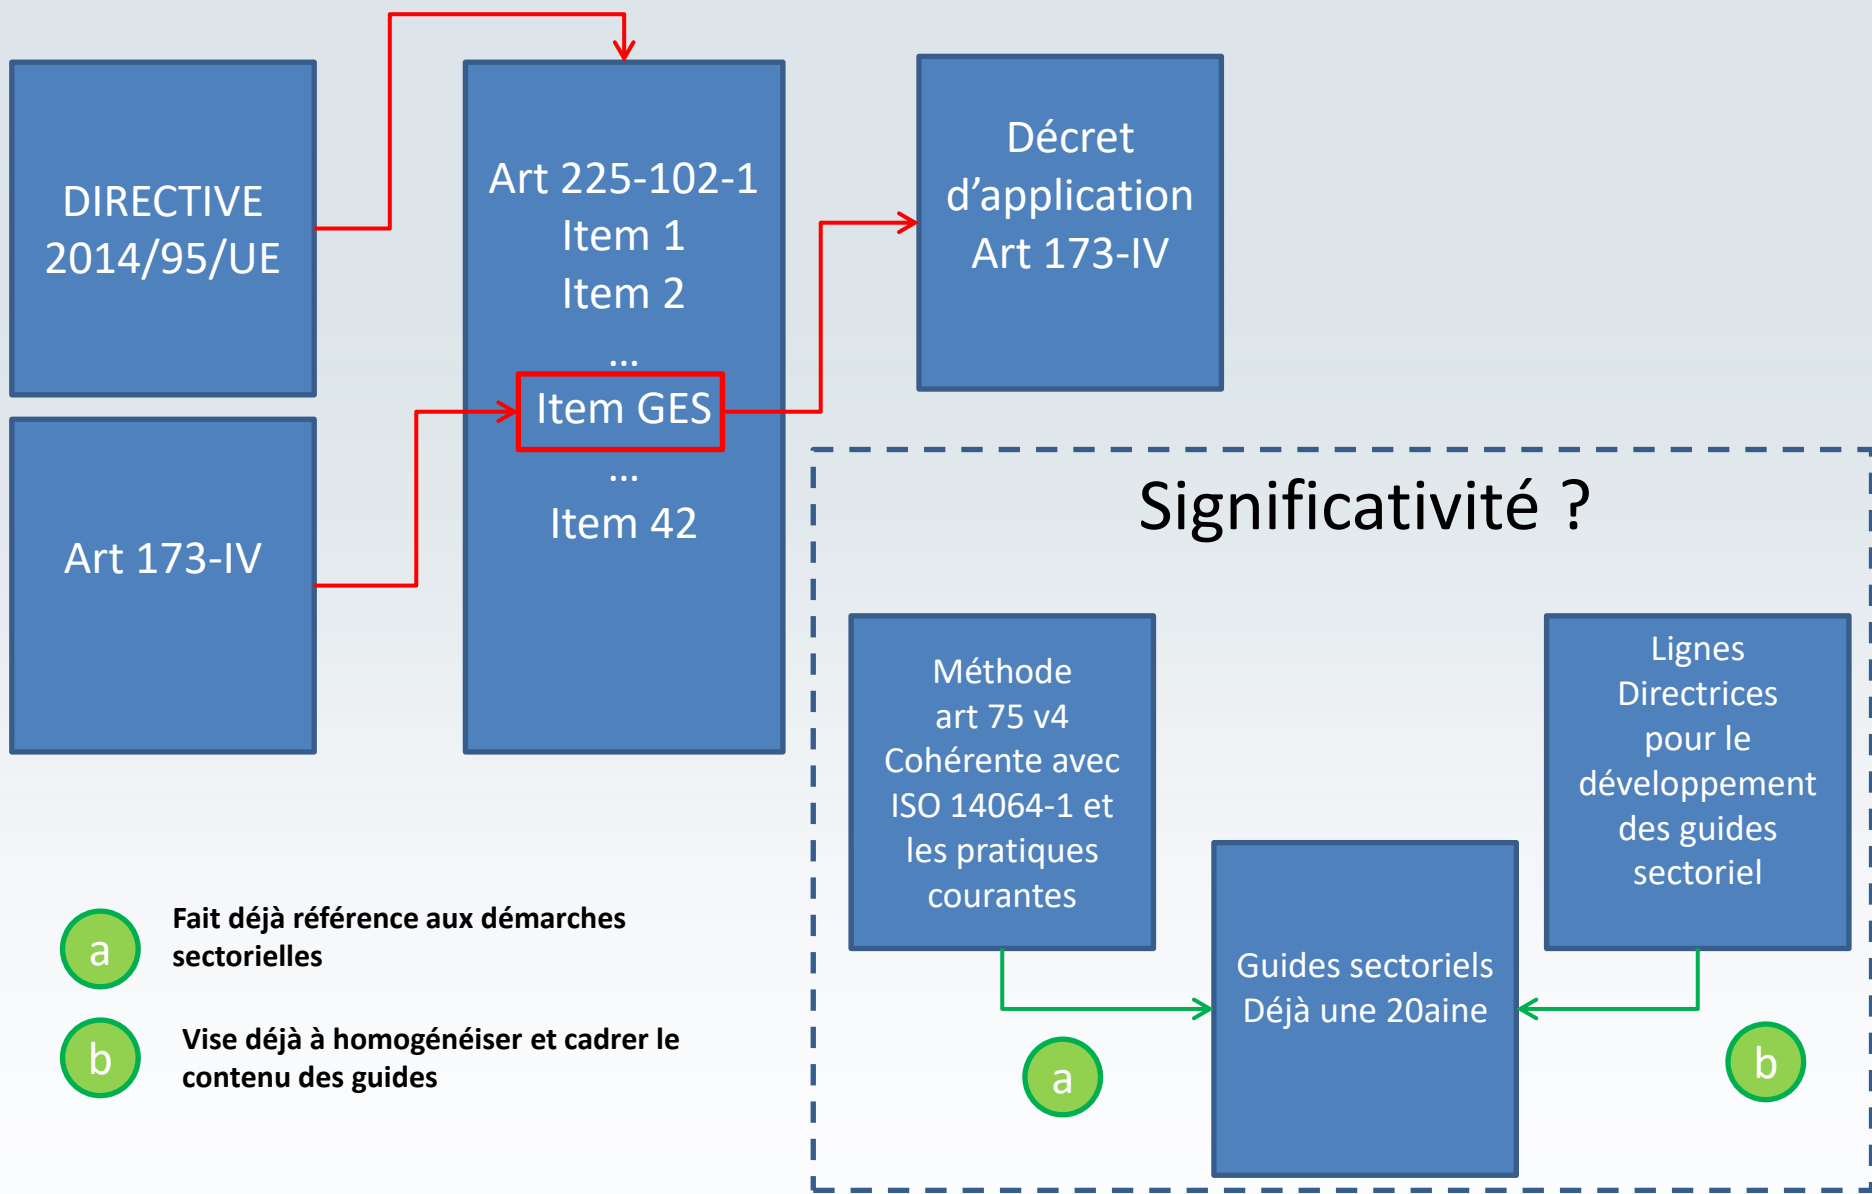 DIRECTIVE
2014/95/UE
Art 225-102-1
Item 1
Item 2
...
Item GES
...
Item 42
Décret
d’application
Art 173-IV
Art 173-IV
Significativité ?
Méthode
art 75 v4
Cohérente avec
ISO 14064-1 et
les pratiques
courantes
Lignes
Directrices
pour le
développement
des guides
sectoriel
Guides sectoriels
Déjà une 20aine
a
b
a
Fait déjà référence aux démarches
sectorielles
b
Vise déjà à homogénéiser et cadrer le
contenu des guides